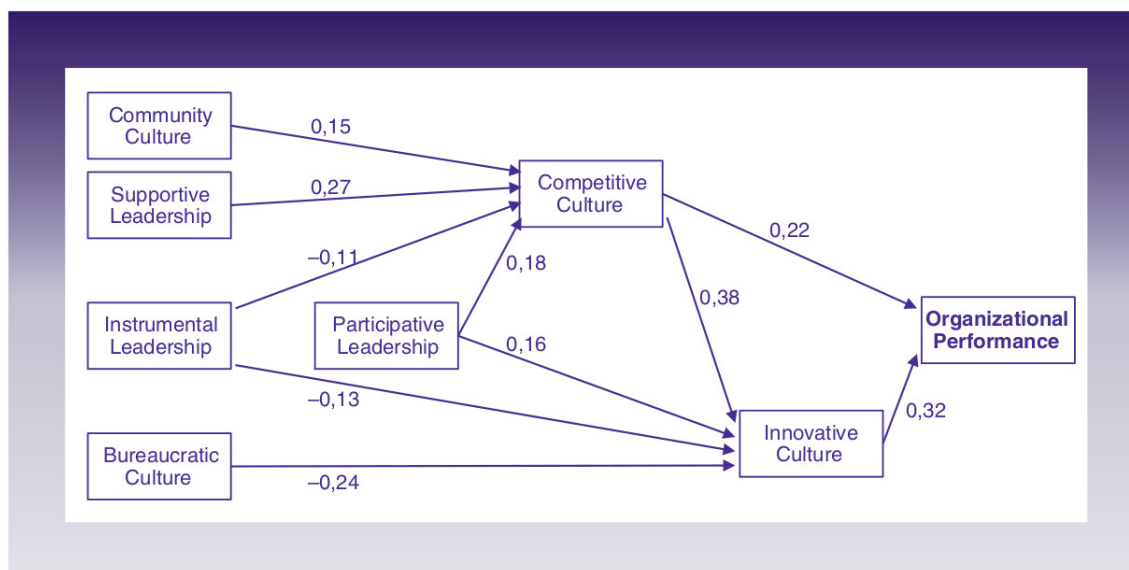 Community
Culture
0,15
Supportive
Leadership
0,27
Competitive
Culture
–0,11
0,18
0,22
Instrumental
Leadership
Participative
Leadership
0,38
Organizational
Performance
0,16
–0,13
0,32
Innovative
Culture
Bureaucratic
Culture
–0,24